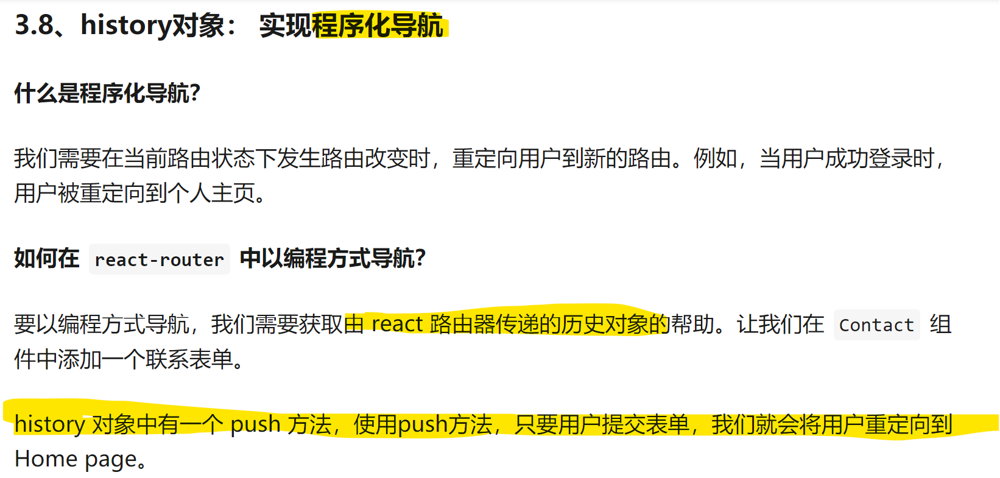 3.8、history对象： 实现程序化导航
什么是程序化导航？
我们需要在当前路由状态下发生路由改变时，重定向用户到新的路由。例如，当用户成功登录时，
用户被重定向到个人主页。
如何在 react-router 中以编程方式导航？
要以编程方式导航，我们需要获取由 react 路由器传递的历史对象的帮助。让我们在 Contact 组
件中添加一个联系表单。
history 对象中有一个 push 方法，使用push方法，只要用户提交表单，我们就会将用户重定向到
Home page。